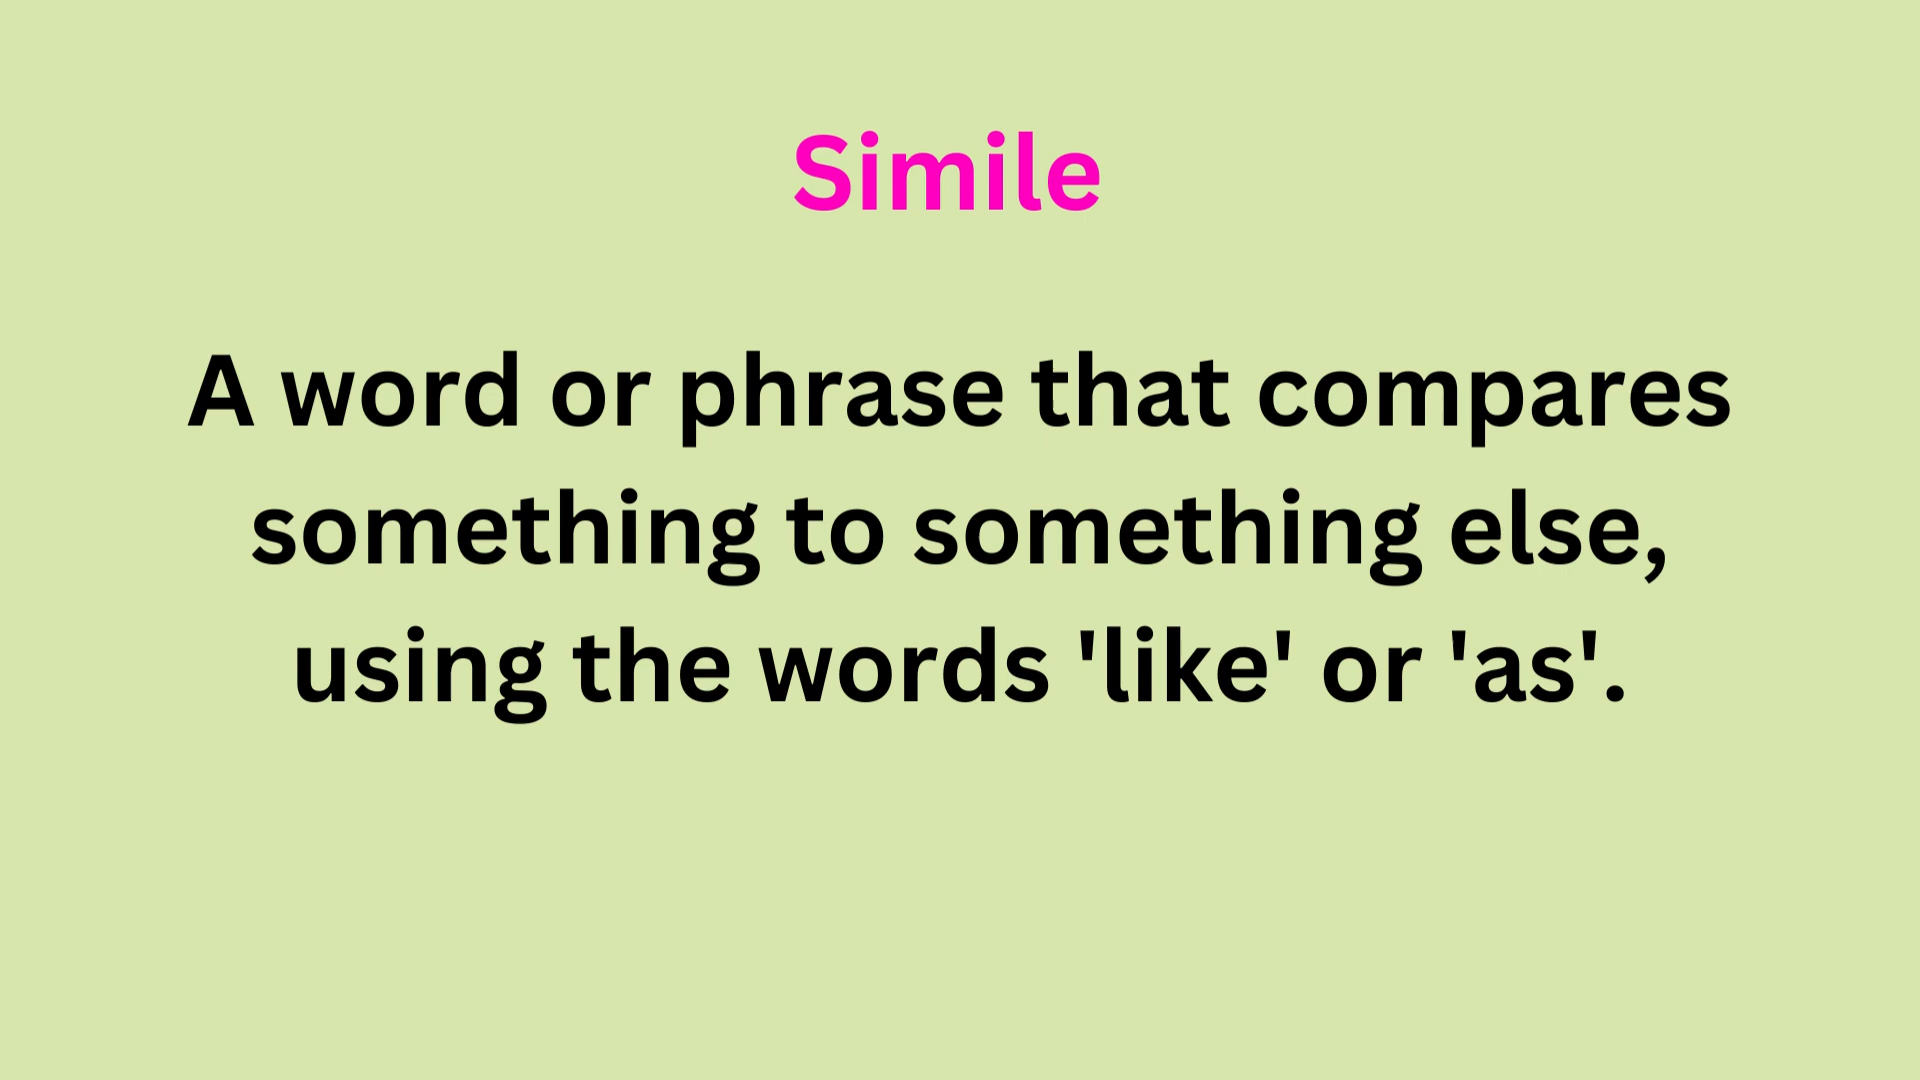 Simile
A word or phrase that compares
something to something else,
using the words 'like' or 'as'.